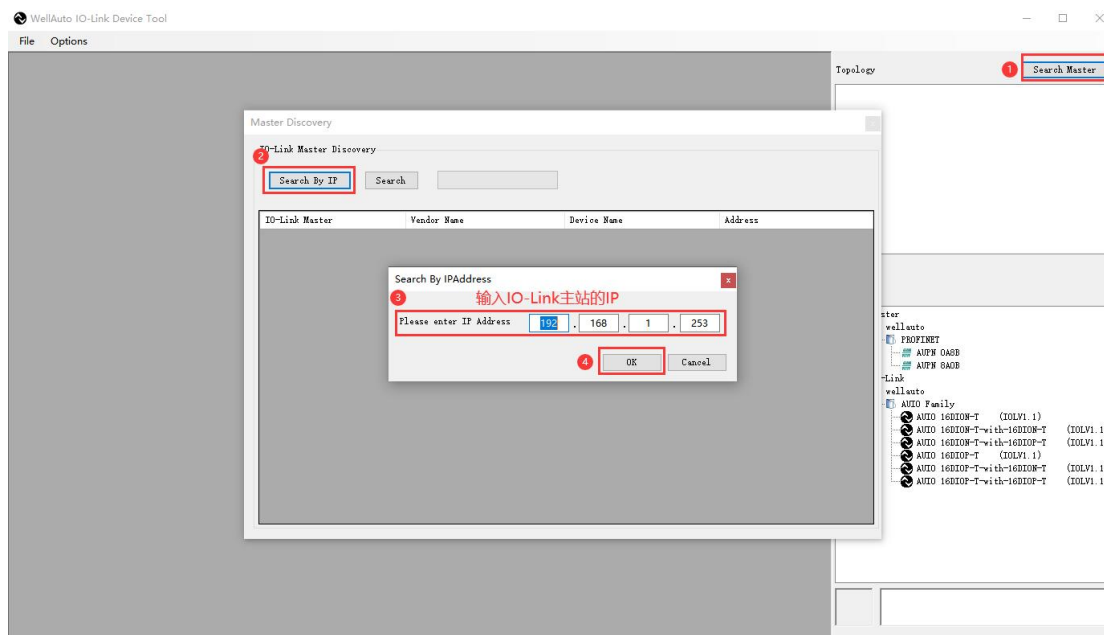 WellAuto IO-Link Device Tool
File Options
Topology
1 Search Master
Master Discovery
IO-Link Master Discovery
2
Search By IP Search
IO-Link Master Vendor Name Device Name Address
Search By IPAddress x
3 输入IO-Link主站的IP
Please enter IP Address 192 . 168 . 1 . 253
4 OK Cancel
ster
wellauto
PROFINET
AUPN 0A8B
AUPN 8A0B
-Link
wellauto
AUIO Family
AUIO 16DION-T (IOLV1.1)
AUIO 16DION-T-with-16DION-T (IOLV1.1
AUIO 16DION-T-with-16DIOP-T (IOLV1.1
AUIO 16DIOP-T (IOLV1.1)
AUIO 16DIOP-T-with-16DION-T (IOLV1.1
AUIO 16DIOP-T-with-16DIOP-T (IOLV1.1